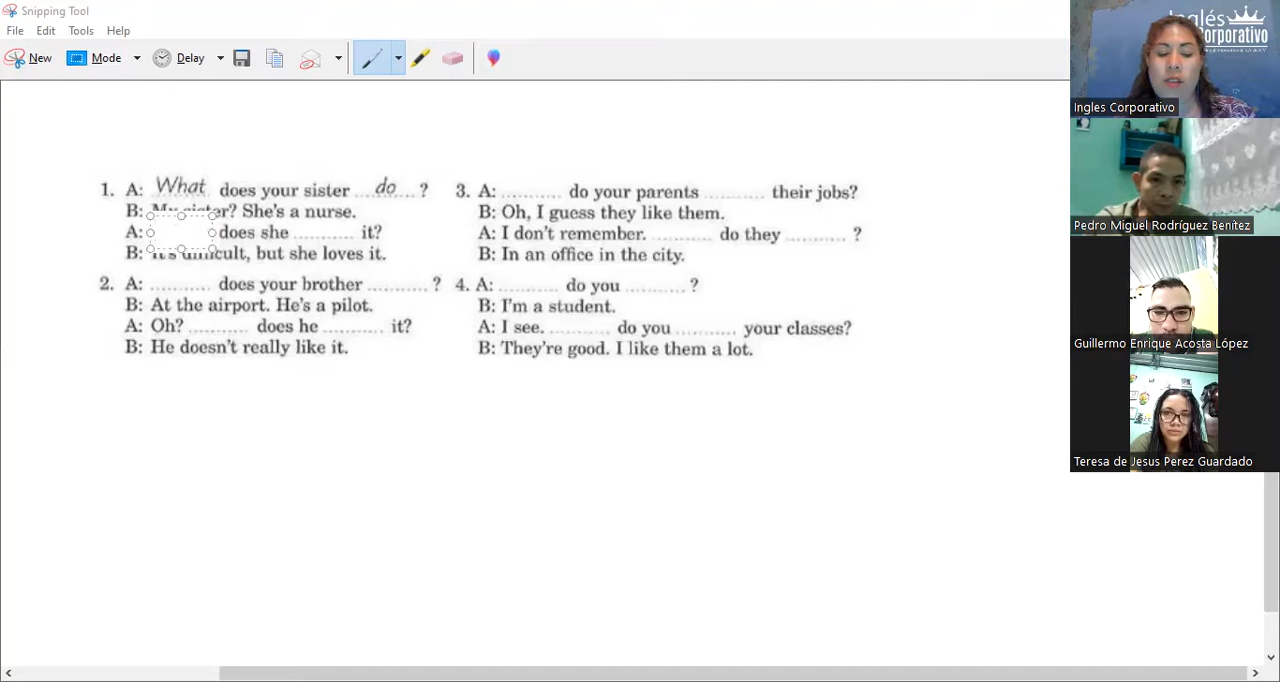 Snipping Tool
File Edit Tools Help
New Mode Delay
1. A: What does your sister do ?
B: My sister? She's a nurse.
A: does she .......... it?
B: It's difficult, but she loves it.
2. A: .......... does your brother .......... ?
B: At the airport. He's a pilot.
A: Oh? .......... does he .......... it?
B: He doesn't really like it.
3. A: .......... do your parents .......... their jobs?
B: Oh, I guess they like them.
A: I don't remember. .......... do they .......... ?
B: In an office in the city.
4. A: .......... do you .......... ?
B: I'm a student.
A: I see. .......... do you .......... your classes?
B: They're good. I like them a lot.
Inglés
Corporativo
Ingles Corporativo
Pedro Miguel Rodríguez Benítez
Guillermo Enrique Acosta López
Teresa de Jesus Perez Guardado